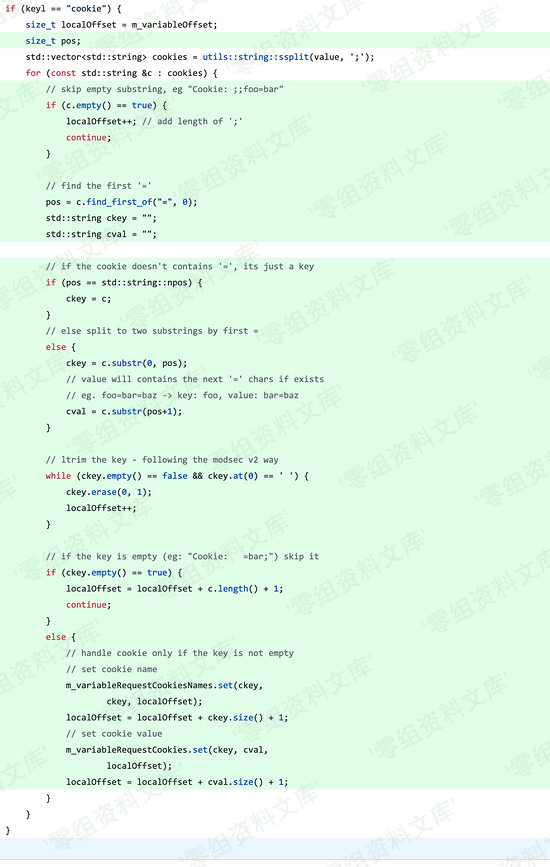 if (keyl == "cookie") {
    size_t localOffset = m_variableOffset;
    size_t pos;
    std::vector<std::string> cookies = utils::string::ssplit(value, ';');
    for (const std::string &c : cookies) {
        // skip empty substring, eg "Cookie: ;;foo=bar"
        if (c.empty() == true) {
            localOffset++; // add length of ';'
            continue;
        }
        // find the first '='
        pos = c.find_first_of("=", 0);
        std::string ckey = "";
        std::string cval = "";
        // if the cookie doesn't contains '=', its just a key
        if (pos == std::string::npos) {
            ckey = c;
        }
        // else split to two substrings by first =
        else {
            ckey = c.substr(0, pos);
            // value will contains the next '=' chars if exists
            // eg. foo=bar=baz -> key: foo, value: bar=baz
            cval = c.substr(pos+1);
        }
        // ltrim the key - following the modsec v2 way
        while (ckey.empty() == false && ckey.at(0) == ' ') {
            ckey.erase(0, 1);
            localOffset++;
        }
        // if the key is empty (eg: "Cookie:   =bar;") skip it
        if (ckey.empty() == true) {
            localOffset = localOffset + c.length() + 1;
            continue;
        }
        else {
            // handle cookie only if the key is not empty
            // set cookie name
            m_variableRequestCookiesNames.set(ckey,
                    ckey, localOffset);
            localOffset = localOffset + ckey.size() + 1;
            // set cookie value
            m_variableRequestCookies.set(ckey, cval,
                    localOffset);
            localOffset = localOffset + cval.size() + 1;
        }
    }
}
'零组资料文库'